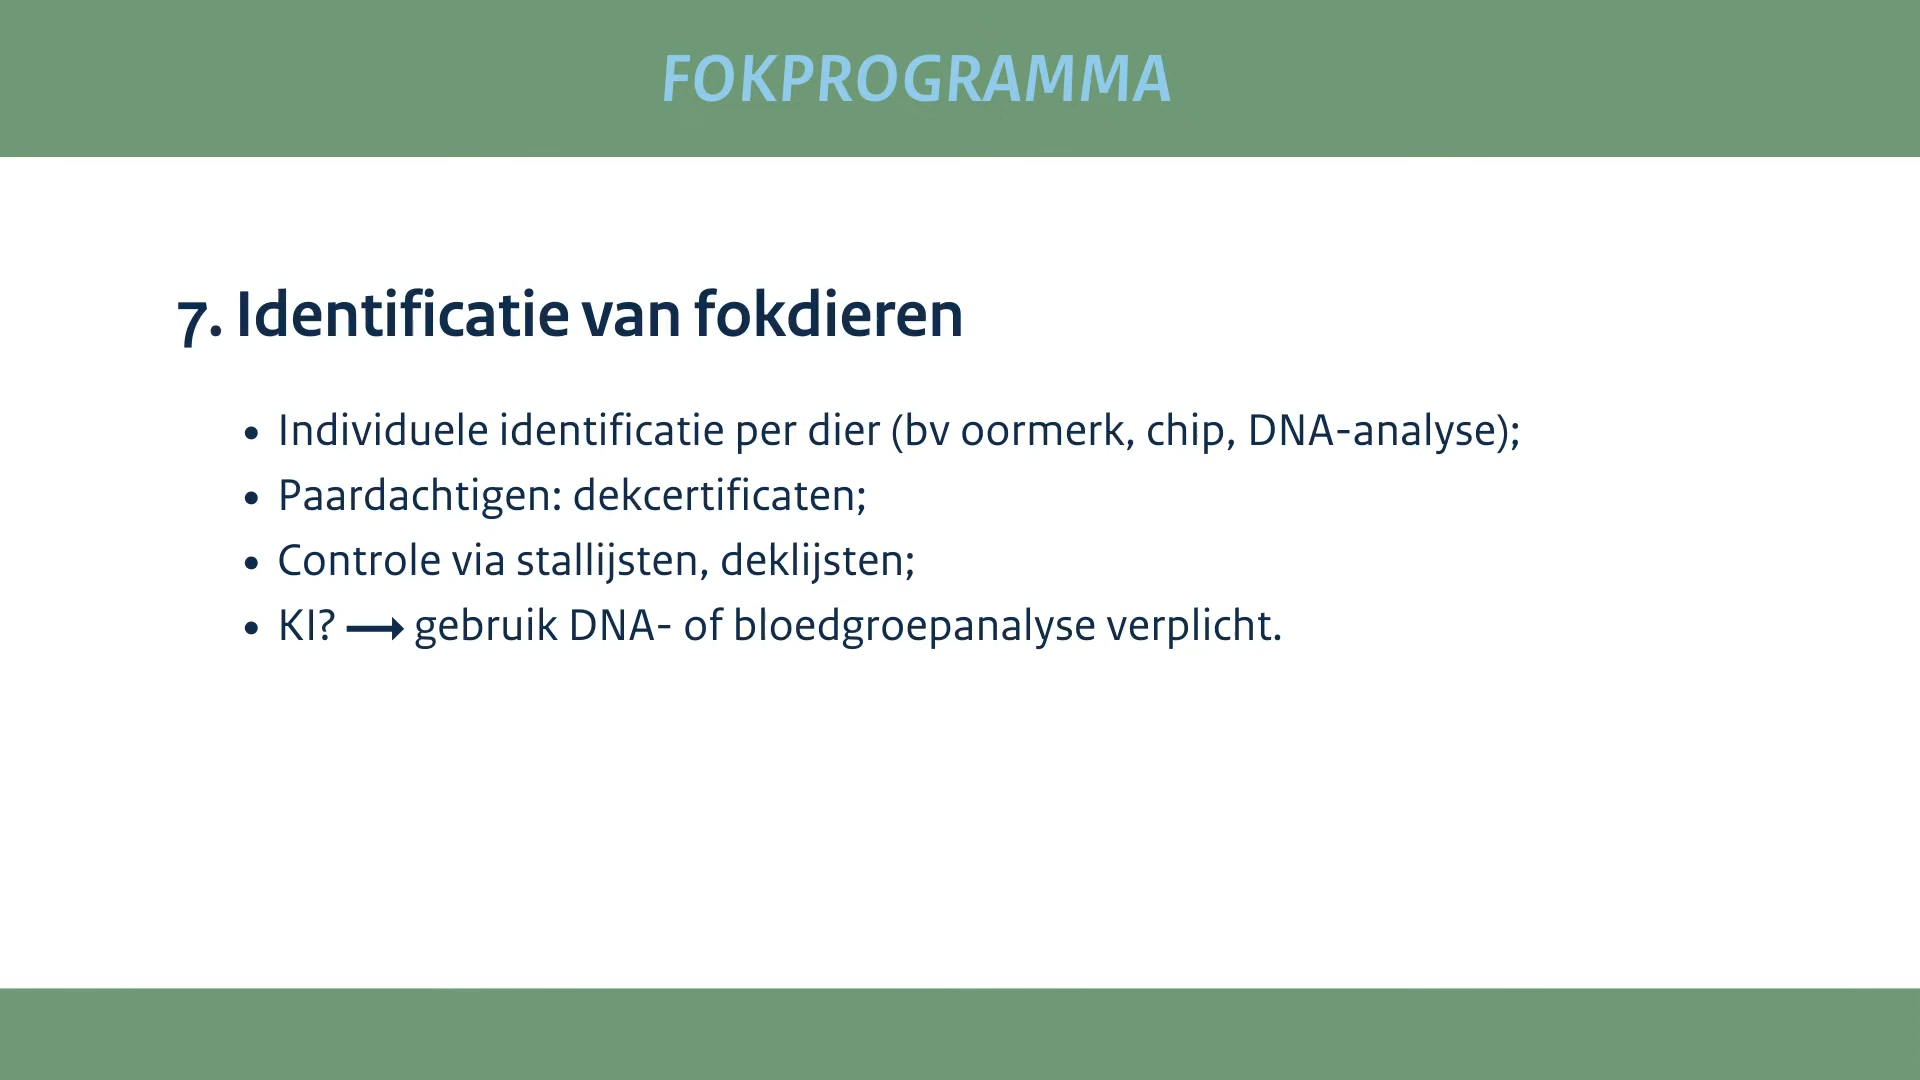 FOKPROGRAMMA
7. Identificatie van fokdieren
• Individuele identificatie per dier (bv oormerk, chip, DNA-analyse);
• Paardachtigen: dekcertificaten;
• Controle via stallijsten, deklijsten;
• KI? ⟶ gebruik DNA- of bloedgroepanalyse verplicht.